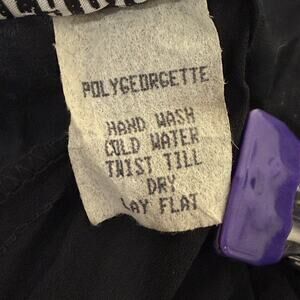 POLYGEORGETTE
HAND WASH
COLD WATER
TWIST TILL
DRY
LAY FLAT